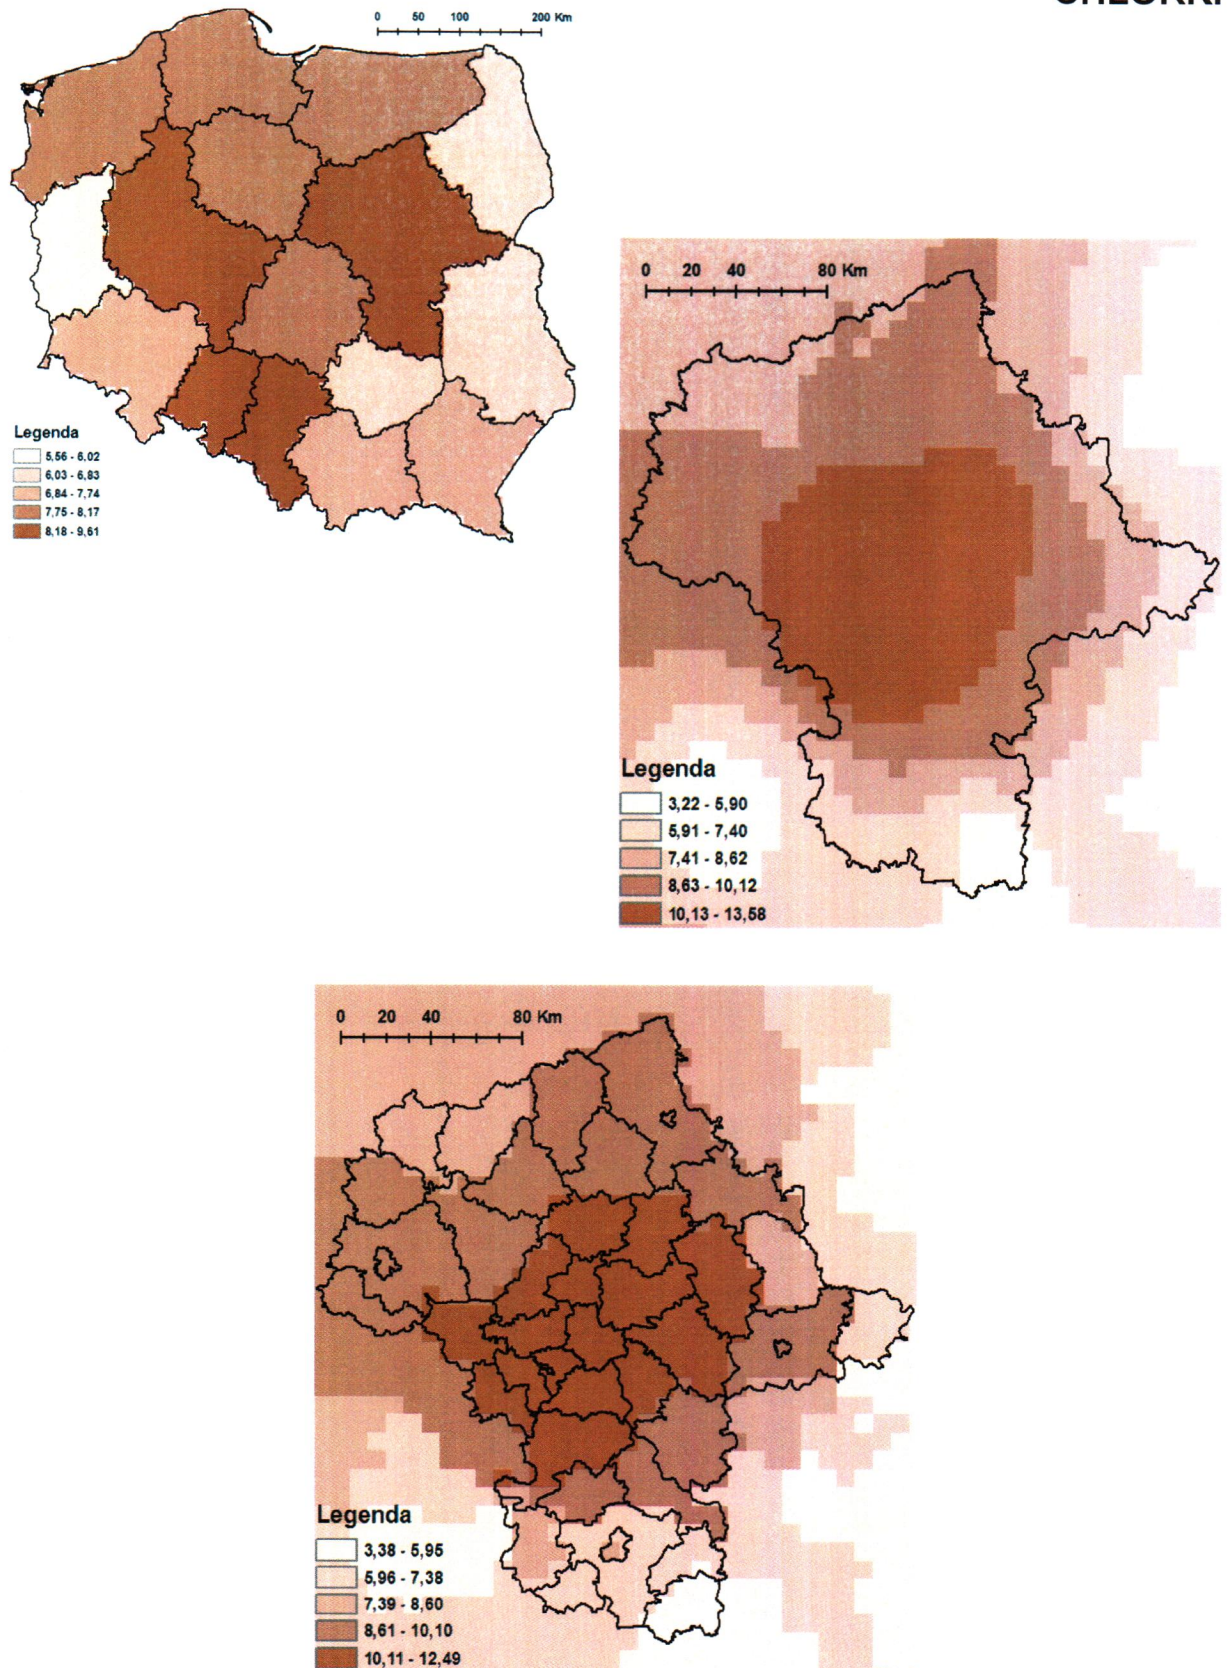 0 50 100 200 Km
Legenda
5,56 - 6,02
6,03 - 6,83
6,84 - 7,74
7,75 - 8,17
8,18 - 9,61
0 20 40 80 Km
Legenda
3,22 - 5,90
5,91 - 7,40
7,41 - 8,62
8,63 - 10,12
10,13 - 13,58
0 20 40 80 Km
Legenda
3,38 - 5,95
5,96 - 7,38
7,39 - 8,60
8,61 - 10,10
10,11 - 12,49